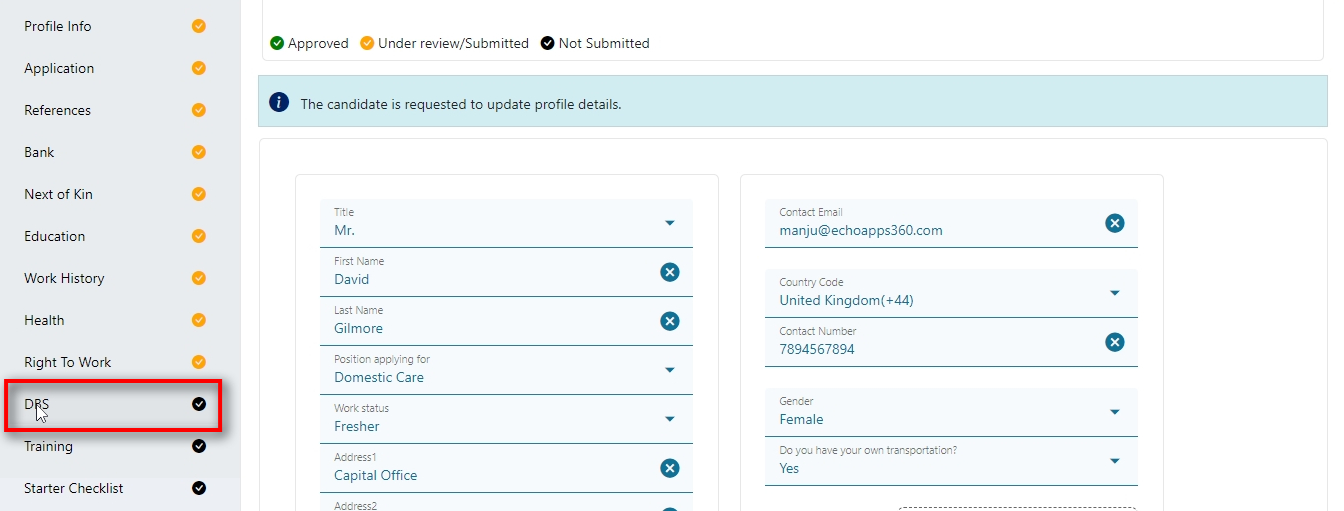 Profile Info
Application
References
Bank
Next of Kin
Education
Work History
Health
Right To Work
DBS
Training
Starter Checklist
Approved Under review/Submitted Not Submitted
The candidate is requested to update profile details.
Title
Mr.
First Name
David
Last Name
Gilmore
Position applying for
Domestic Care
Work status
Fresher
Address1
Capital Office
Address2
Contact Email
manju@echoapps360.com
Country Code
United Kingdom(+44)
Contact Number
7894567894
Gender
Female
Do you have your own transportation?
Yes